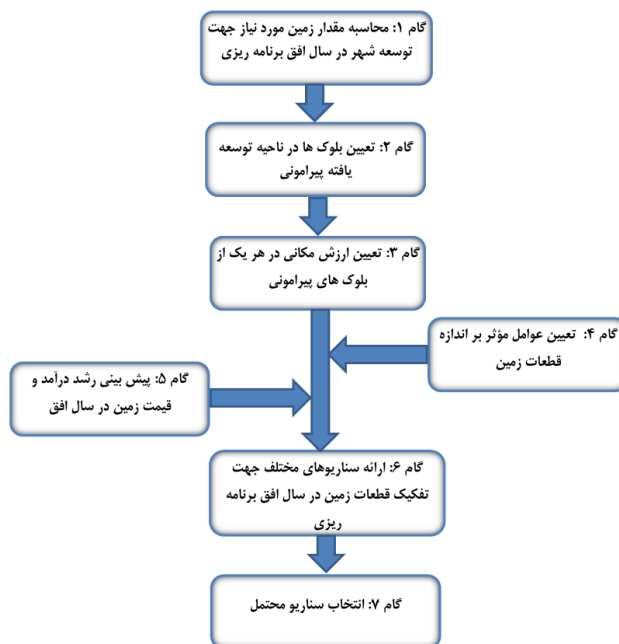 گام ۱: محاسبه مقدار زمین مورد نیاز جهت
توسعه شهر در سال افق برنامه ریزی
گام ۲: تعیین بلوک ها در ناحیه توسعه
یافته پیرامونی
گام ۳: تعیین ارزش مکانی در هر یک از
بلوک های پیرامونی
گام ۴: تعیین عوامل مؤثر بر اندازه
قطعات زمین
گام ۵: پیش بینی رشد درآمد و
قیمت زمین در سال افق
گام ۶: ارائه سناریوهای مختلف جهت
تفکیک قطعات زمین در سال افق برنامه
ریزی
گام ۷: انتخاب سناریو محتمل